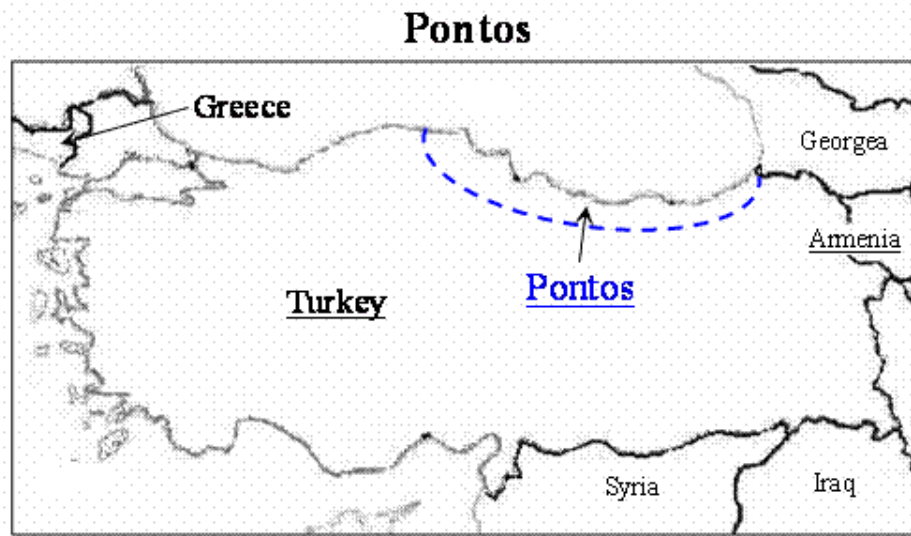 Pontos
Greece
Georgea
Armenia
Pontos
Turkey
Syria
Iraq